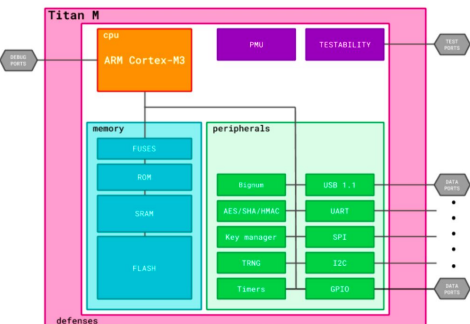 Titan M
cpu
ARM Cortex-M3
PMU
TESTABILITY
DEBUG
PORTS
TEST
PORTS
memory
FUSES
ROM
SRAM
FLASH
peripherals
Bignum
USB 1.1
AES/SHA/HMAC
UART
Key manager
SPI
TRNG
I2C
Timers
GPIO
DATA
PORTS
DATA
PORTS
defenses